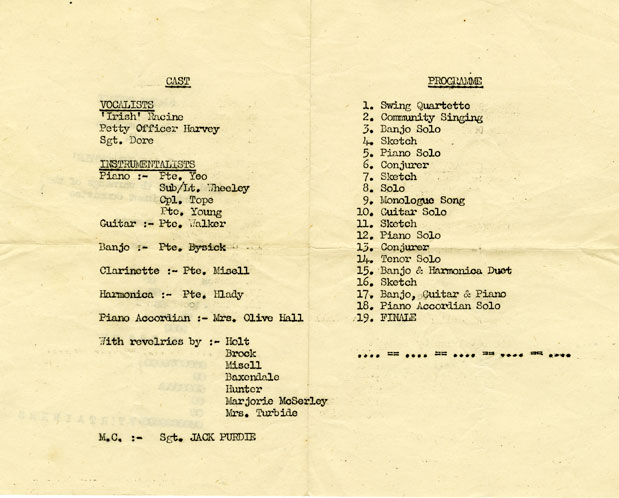 CAST
VOCALISTS
'Irish' Racine
Petty Officer Harvey
Sgt. Dore
INSTRUMENTALISTS
Piano :- Pte. Yeo
Sub/Lt. Wheeley
Cpl. Tope
Pte. Young
Guitar :- Pte. Walker
Banjo :- Pte. Bysick
Clarinette :- Pte. Misell
Harmonica :- Pte. Hlady
Piano Accordian :- Mrs. Olive Hall
With revelries by :- Holt
Brock
Misell
Baxendale
Hunter
Marjorie McSerley
Mrs. Turbide
M.C. :- Sgt. JACK PURDIE
PROGRAMME
1. Swing Quartette
2. Community Singing
3. Banjo Solo
4. Sketch
5. Piano Solo
6. Conjurer
7. Sketch
8. Solo
9. Monologue Song
10. Guitar Solo
11. Sketch
12. Piano Solo
13. Conjurer
14. Tenor Solo
15. Banjo & Harmonica Duet
16. Sketch
17. Banjo, Guitar & Piano
18. Piano Accordian Solo
19. FINALE
.... == .... == .... == .... == ....